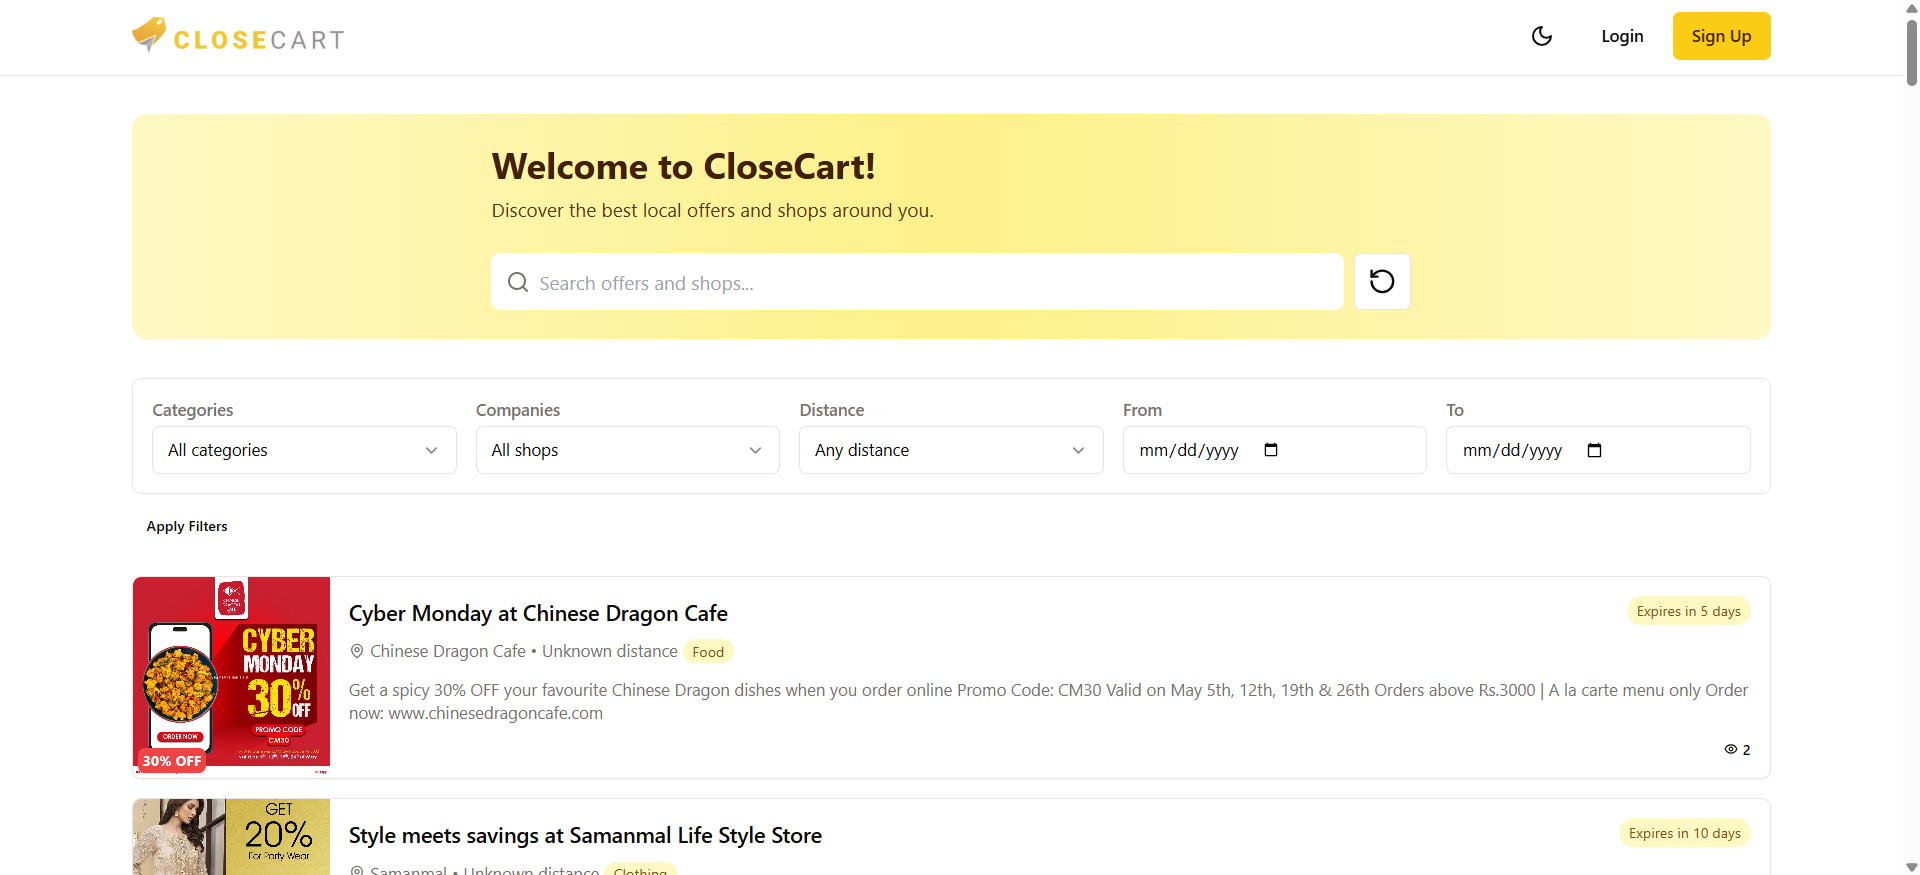 CLOSECART
Login
Sign Up
Welcome to CloseCart!
Discover the best local offers and shops around you.
Search offers and shops...
Categories
Companies
Distance
From
To
All categories
All shops
Any distance
mm/dd/yyyy
mm/dd/yyyy
Apply Filters
CYBER
MONDAY
30%
OFF
PROMO CODE
CM30
ORDER NOW
30% OFF
Cyber Monday at Chinese Dragon Cafe
Expires in 5 days
Chinese Dragon Cafe • Unknown distance
Food
Get a spicy 30% OFF your favourite Chinese Dragon dishes when you order online Promo Code: CM30 Valid on May 5th, 12th, 19th & 26th Orders above Rs.3000 | A la carte menu only Order
now: www.chinesedragoncafe.com
2
GET
20%
For Party Wear
Style meets savings at Samanmal Life Style Store
Expires in 10 days
Samanmal • Unknown distance
Clothing